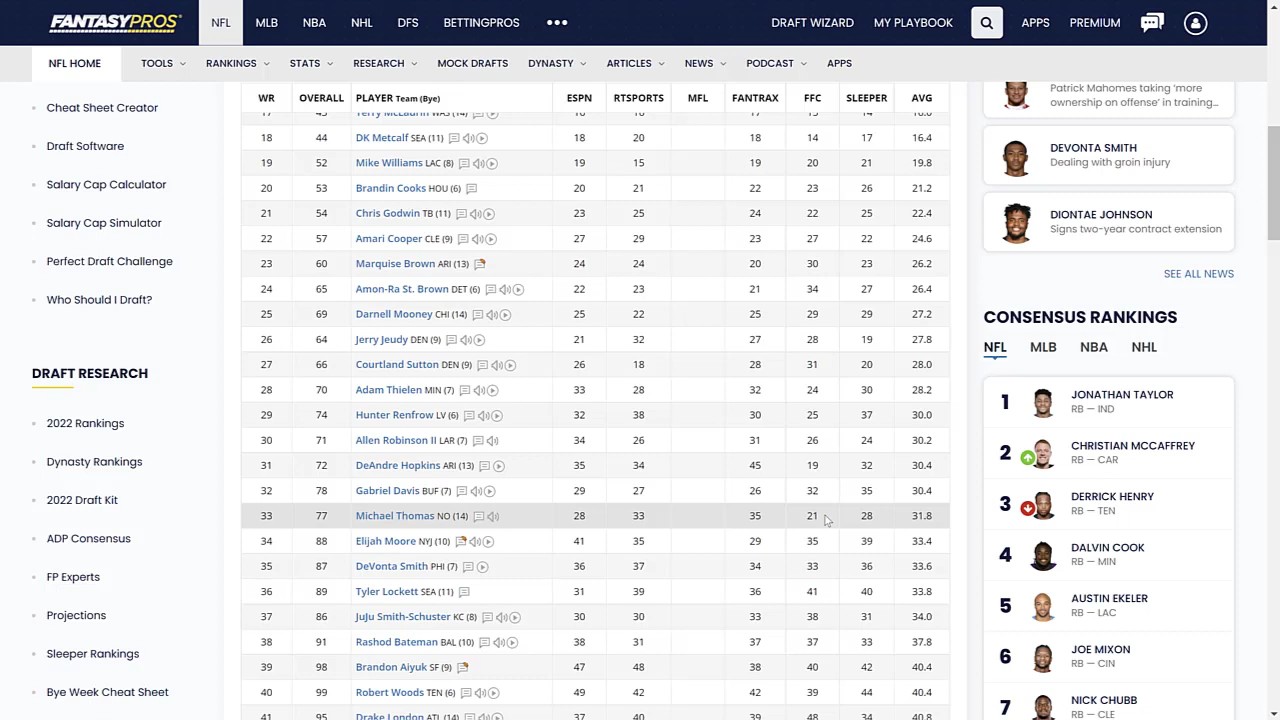 FANTASYPROS NFL MLB NBA NHL DFS BETTINGPROS ••• DRAFT WIZARD MY PLAYBOOK APPS PREMIUM
NFL HOME TOOLS RANKINGS STATS RESEARCH MOCK DRAFTS DYNASTY ARTICLES NEWS PODCAST APPS
Cheat Sheet Creator
Draft Software
Salary Cap Calculator
Salary Cap Simulator
Perfect Draft Challenge
Who Should I Draft?
DRAFT RESEARCH
2022 Rankings
Dynasty Rankings
2022 Draft Kit
ADP Consensus
FP Experts
Projections
Sleeper Rankings
Bye Week Cheat Sheet
WR OVERALL PLAYER Team (Bye) ESPN RTSPORTS MFL FANTRAX FFC SLEEPER AVG
Terry McLaurin WAS (14)
18 44 DK Metcalf SEA (11) 18 20 18 14 17 16.4
19 52 Mike Williams LAC (8) 19 15 19 20 21 19.8
20 53 Brandin Cooks HOU (6) 20 21 22 23 26 21.2
21 54 Chris Godwin TB (11) 23 25 24 22 25 22.4
22 57 Amari Cooper CLE (9) 27 29 23 27 22 24.6
23 Marquise Brown ARI (13) 24 24 20 26.2
24 65 Amon-Ra St. Brown DET (6) 22 23 27 34 27 26.4
25 69 Darnell Mooney CHI (14) 25 22 25 29 27.2
26 64 Jerry Jeudy DEN (9) 21 32 27 28 19 27.8
27 66 Courtland Sutton DEN (9) 26 18 28 31 20 28.0
28 70 Adam Thielen MIN (7) 33 28 24 30
29 74 Hunter Renfrow LV (6) 32 38 30 25 37 30.0
30 71 Allen Robinson II LAR (7) 34 26 31 26 24 30.2
31 72 DeAndre Hopkins ARI (13) 35 34 45 19 32 30.4
32 78 Gabriel Davis BUF (7) 29 27 26 32 35 30.4
33 Michael Thomas NO (14) 28 33 21 28 31.8
34 88 Elijah Moore NYJ (10) 41 35 39 33.4
35 DeVonta Smith PHI (7) 36 37 34 36 33.6
36 89 Tyler Lockett SEA (11) 31 39 36 41 40 33.8
37 86 JuJu Smith-Schuster KC (8) 30 30 38 31 34.0
38 91 Rashod Bateman BAL (10) 38 31 37 37 34 37.8
39 98 Brandon Aiyuk SF (9) 47 48 38 40 42 40.4
40 99 Robert Woods TEN (6) 49 42 39 44 40.4
41 95 Drake London ATL (14)
Patrick Mahomes taking ‘more
ownership on offense’ in training...
DEVONTA SMITH
Dealing with groin injury
DIONTAE JOHNSON
Signs two-year contract extension
SEE ALL NEWS
CONSENSUS RANKINGS
NFL MLB NBA NHL
1 JONATHAN TAYLOR
RB — IND
2 CHRISTIAN MCCAFFREY
RB — CAR
3 DERRICK HENRY
RB — TEN
4 DALVIN COOK
RB — MIN
5 AUSTIN EKELER
RB — LAC
6 JOE MIXON
RB — CIN
7 NICK CHUBB
RB — CLE